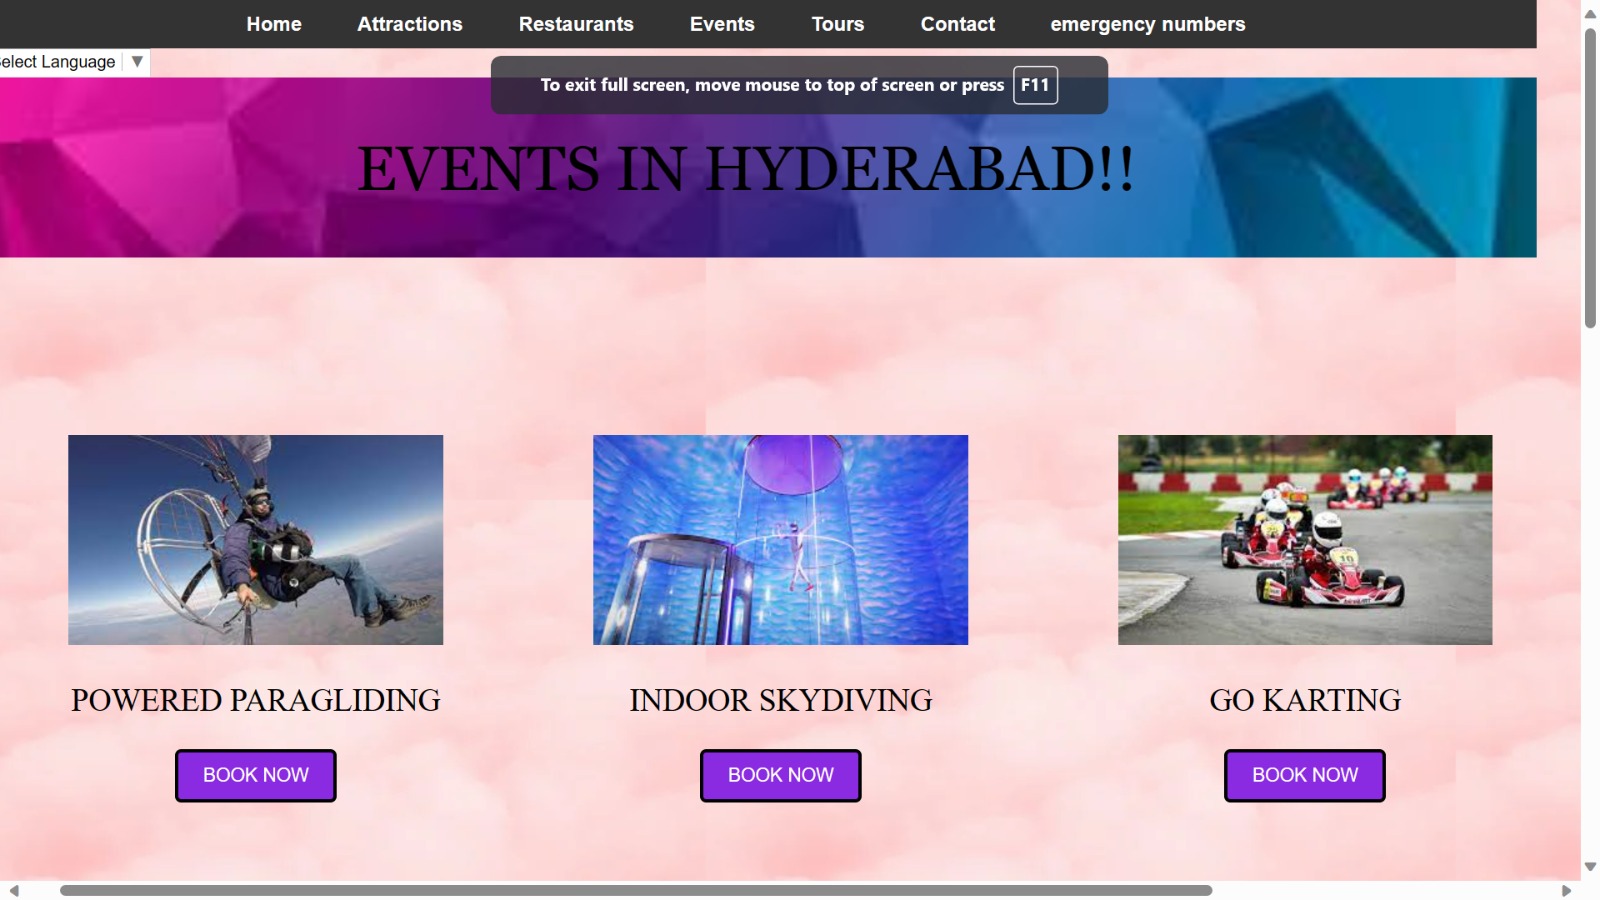 Home Attractions Restaurants Events Tours Contact emergency numbers
elect Language ▼
To exit full screen, move mouse to top of screen or press F11
EVENTS IN HYDERABAD!!
POWERED PARAGLIDING INDOOR SKYDIVING GO KARTING
BOOK NOW BOOK NOW BOOK NOW